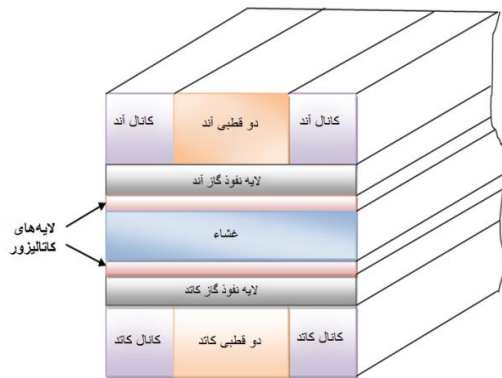 کانال آند
دو قطبی آند
کانال آند
لایه نفوذ گاز آند
لایه‌های
کاتالیزور
غشاء
لایه نفوذ گاز کاتد
کانال کاتد
دو قطبی کاتد
کانال کاتد